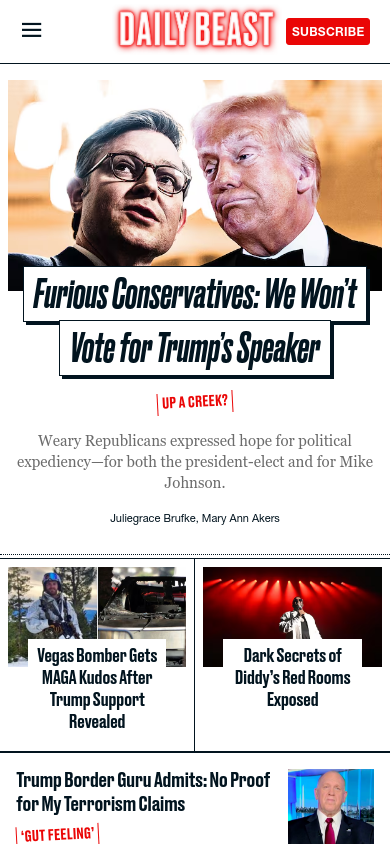 DAILY BEAST
SUBSCRIBE
Furious Conservatives: We Won’t
Vote for Trump’s Speaker
UP A CREEK?
Weary Republicans expressed hope for political
expediency—for both the president-elect and for Mike
Johnson.
Juliegrace Brufke, Mary Ann Akers
Vegas Bomber Gets
MAGA Kudos After
Trump Support
Revealed
Dark Secrets of
Diddy’s Red Rooms
Exposed
Trump Border Guru Admits: No Proof
for My Terrorism Claims
‘GUT FEELING’